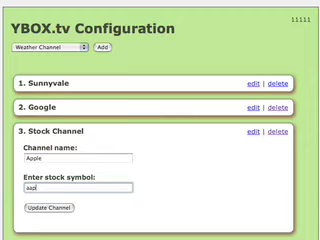 11111
YBOX.tv Configuration
Weather Channel Add
1. Sunnyvale edit | delete
2. Google edit | delete
3. Stock Channel edit | delete
Channel name:
Apple
Enter stock symbol:
aap
Update Channel